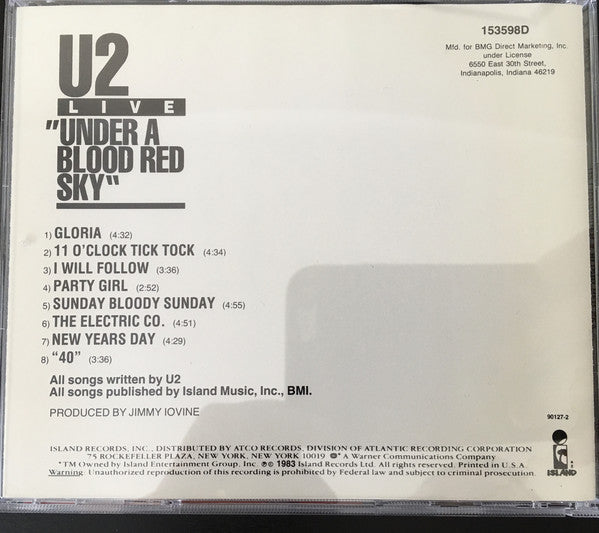 153598D
Mfd. for BMG Direct Marketing, Inc.
under License
6550 East 30th Street,
Indianapolis, Indiana 46219
U2
LIVE
"UNDER A
BLOOD RED
SKY"
1) GLORIA (4:32)
2) 11 O'CLOCK TICK TOCK (4:34)
3) I WILL FOLLOW (3:36)
4) PARTY GIRL (2:52)
5) SUNDAY BLOODY SUNDAY (4:55)
6) THE ELECTRIC CO. (4:51)
7) NEW YEARS DAY (4:29)
8) "40" (3:36)
All songs written by U2
All songs published by Island Music, Inc., BMI.
PRODUCED BY JIMMY IOVINE
90127-2
ISLAND RECORDS, INC., DISTRIBUTED BY ATCO RECORDS, DIVISION OF ATLANTIC RECORDING CORPORATION
75 ROCKEFELLER PLAZA, NEW YORK, NEW YORK 10019 ®* A Warner Communications Company
*TM Owned by Island Entertainment Group, Inc. ℗© 1983 Island Records Ltd. All rights reserved. Printed in U.S.A.
Warning: Unauthorized reproduction of this recording is prohibited by Federal law and subject to criminal prosecution.
ISLAND